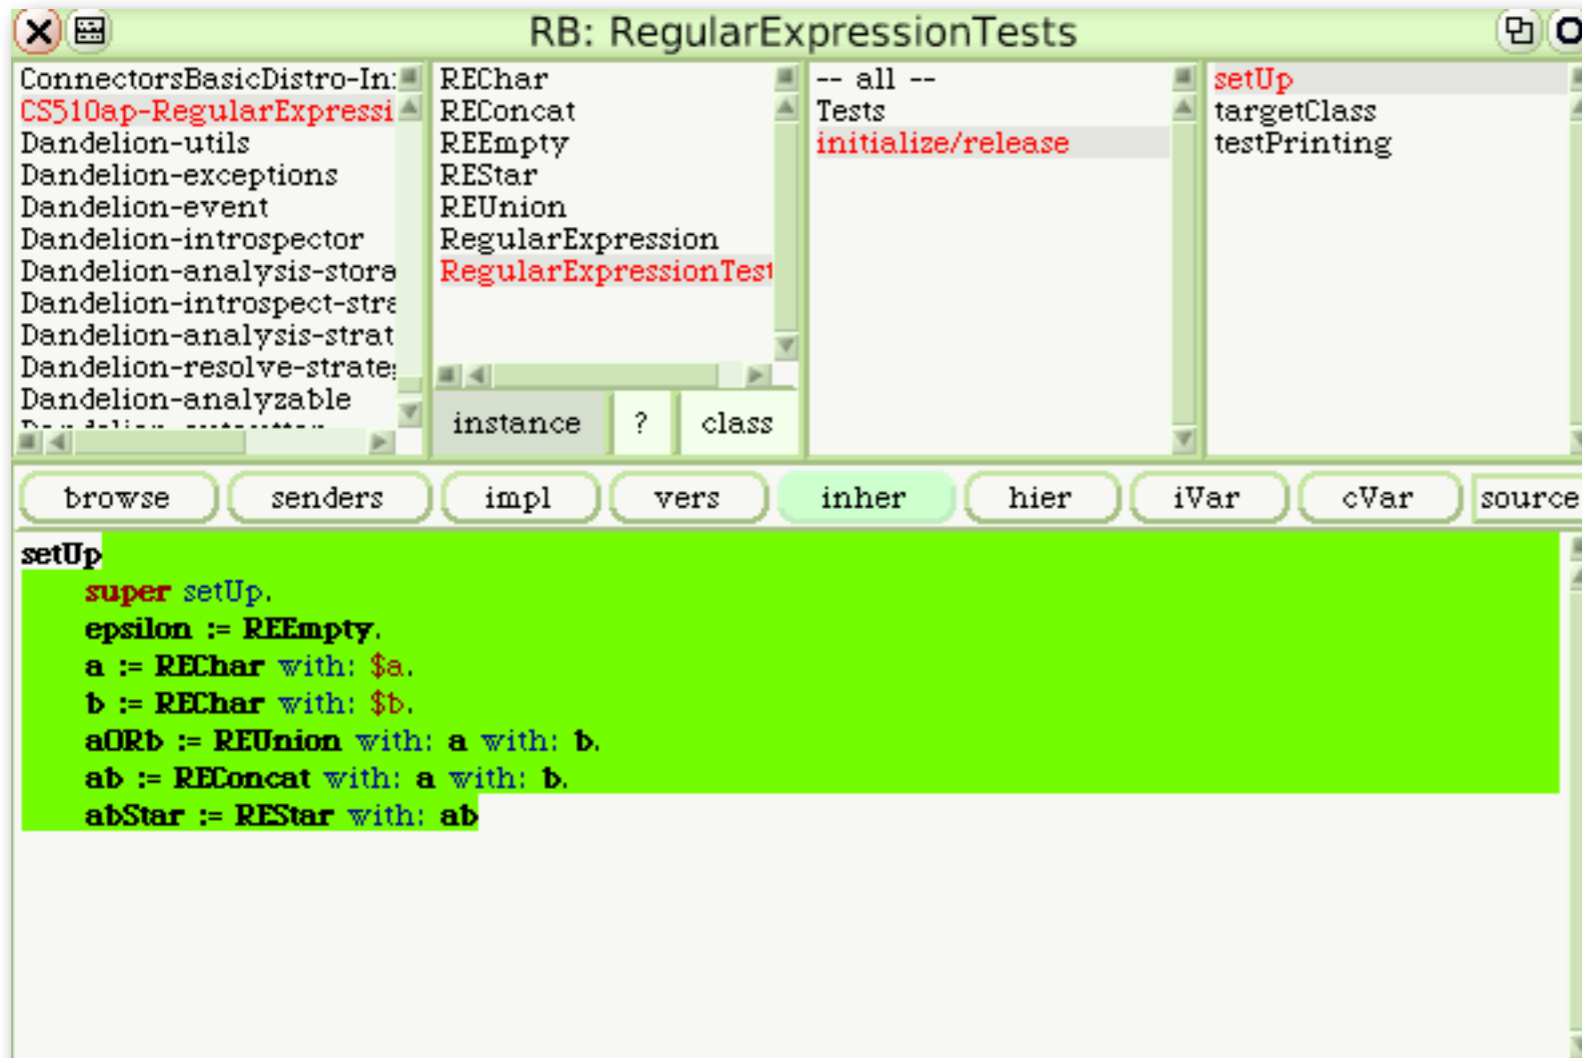 RB: RegularExpressionTests
ConnectorsBasicDistro-In
CS510ap-RegularExpressi
Dandelion-utils
Dandelion-exceptions
Dandelion-event
Dandelion-introspector
Dandelion-analysis-stora
Dandelion-introspect-stra
Dandelion-analysis-strat
Dandelion-resolve-strate
Dandelion-analyzable
REChar
REConcat
REEmpty
REStar
REUnion
RegularExpression
RegularExpressionTest
instance ? class
-- all --
Tests
initialize/release
setUp
targetClass
testPrinting
browse senders impl vers inher hier iVar cVar source
setUp
super setUp.
epsilon := REEmpty.
a := REChar with: $a.
b := REChar with: $b.
aORb := REUnion with: a with: b.
ab := REConcat with: a with: b.
abStar := REStar with: ab